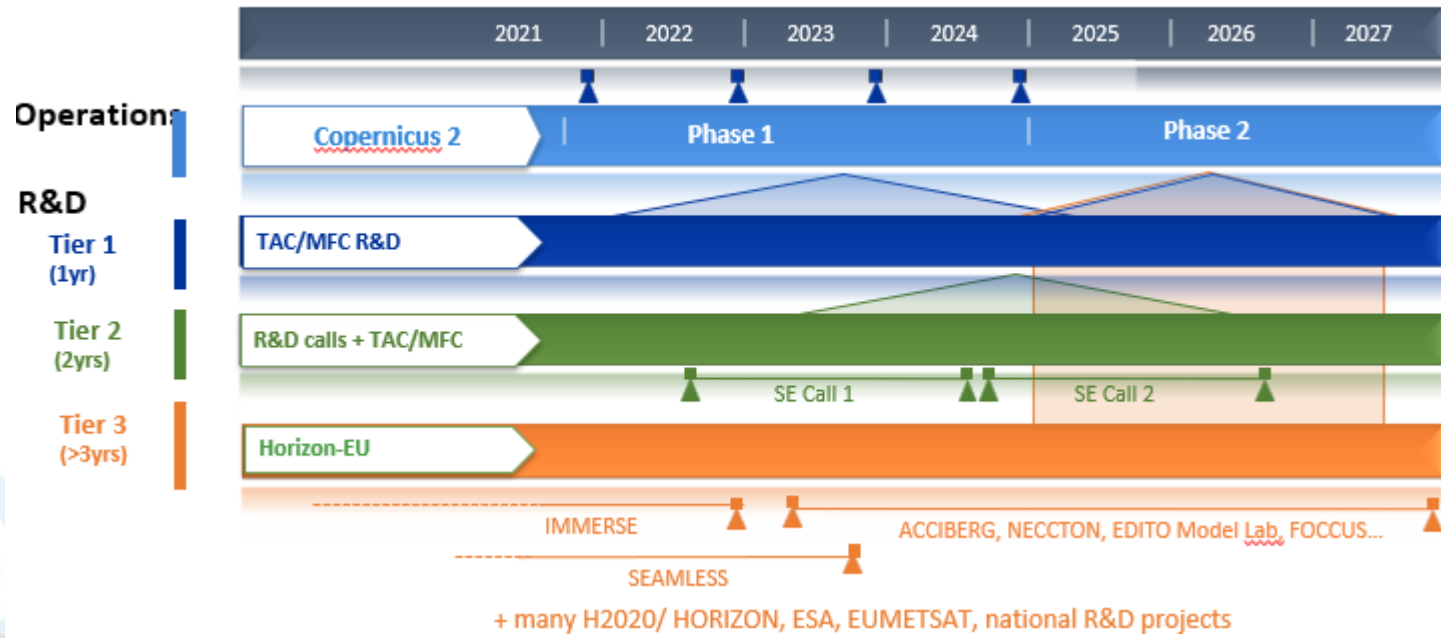 2021 | 2022 | 2023 | 2024 | 2025 | 2026 | 2027
Operations
Copernicus 2 | Phase 1 | Phase 2
R&D
Tier 1
(1yr)
TAC/MFC R&D
Tier 2
(2yrs)
R&D calls + TAC/MFC
SE Call 1
SE Call 2
Tier 3
(>3yrs)
Horizon-EU
IMMERSE
ACCIBERG, NECCTON, EDITO Model Lab, FOCCUS...
SEAMLESS
+ many H2020/ HORIZON, ESA, EUMETSAT, national R&D projects